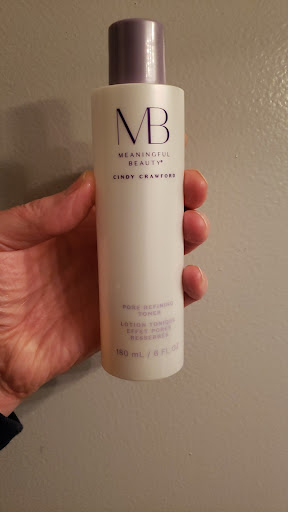 MB
MEANINGFUL
BEAUTY®
CINDY CRAWFORD
PORE REFINING
TONER
LOTION TONIQUE
EFFET PORES
RESSERRÉS
180 mL / 6 FL OZ